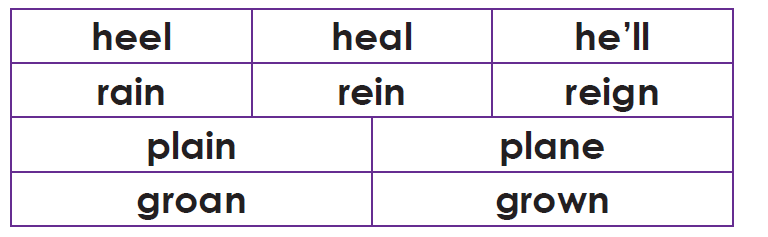 heel heal he’ll
rain rein reign
plain plane
groan grown